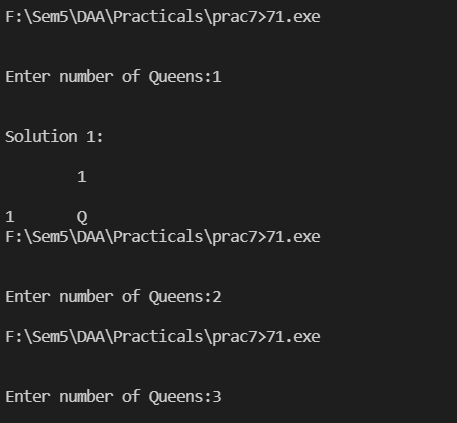 F:\Sem5\DAA\Practicals\prac7>71.exe
Enter number of Queens:1
Solution 1:
1
1 Q
F:\Sem5\DAA\Practicals\prac7>71.exe
Enter number of Queens:2
F:\Sem5\DAA\Practicals\prac7>71.exe
Enter number of Queens:3